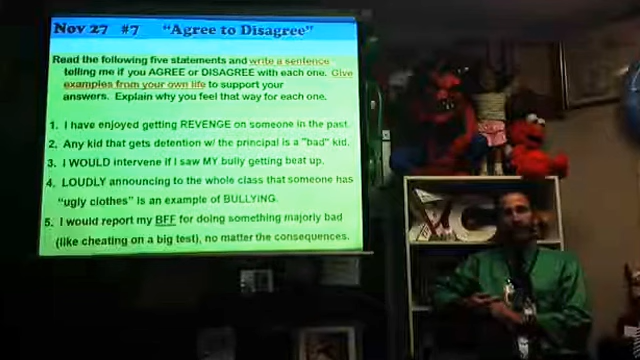 Nov 27 #7 “Agree to Disagree”
Read the following five statements and write a sentence
telling me if you AGREE or DISAGREE with each one. Give
examples from your own life to support your
answers. Explain why you feel that way for each one.
1. I have enjoyed getting REVENGE on someone in the past.
2. Any kid that gets detention w/ the principal is a "bad" kid.
3. I WOULD intervene if I saw MY bully getting beat up.
4. LOUDLY announcing to the whole class that someone has
"ugly clothes" is an example of BULLYING.
5. I would report my BFF for doing something majorly bad
(like cheating on a big test), no matter the consequences.